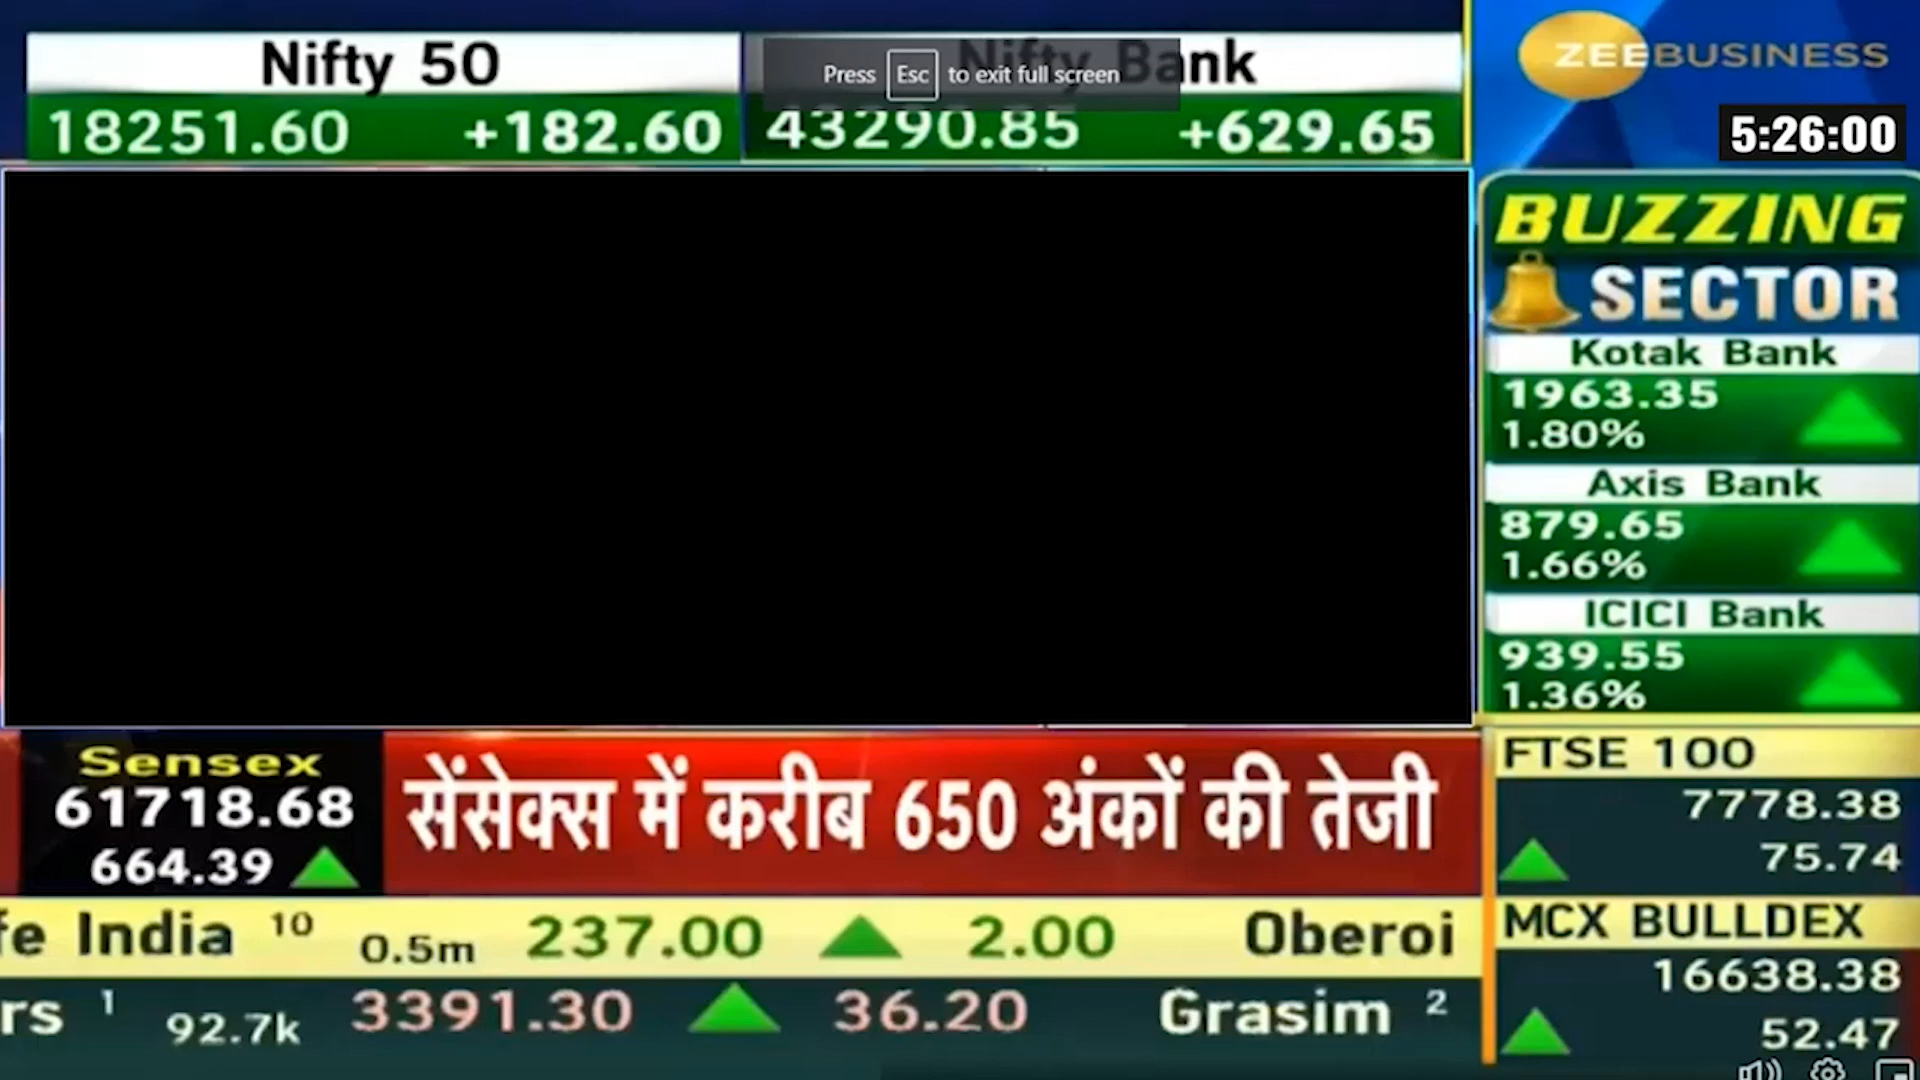 Nifty 50
18251.60 +182.60
Nifty Bank
43290.85 +629.65
Press Esc to exit full screen
ZEEBUSINESS
5:26:00
BUZZING
SECTOR
Kotak Bank
1963.35
1.80%
Axis Bank
879.65
1.66%
ICICI Bank
939.55
1.36%
Sensex
61718.68
664.39
सेंसेक्स में करीब 650 अंकों की तेजी
FTSE 100
7778.38
75.74
MCX BULLDEX
16638.38
52.47
fe India 10 0.5m 237.00 2.00 Oberoi
rs 1 92.7k 3391.30 36.20 Grasim 2